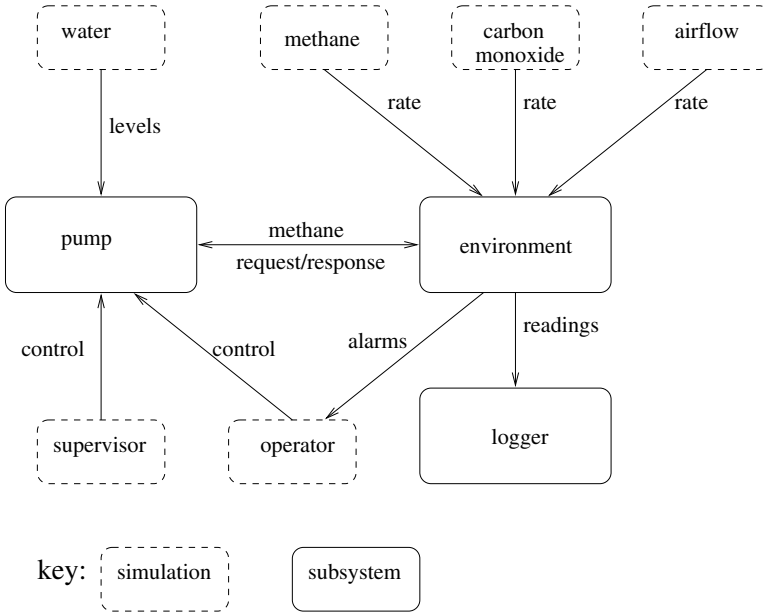 water
methane
carbon
monoxide
airflow
rate
rate
rate
levels
pump
methane
request/response
environment
control
control
alarms
readings
supervisor
operator
logger
key:
simulation
subsystem